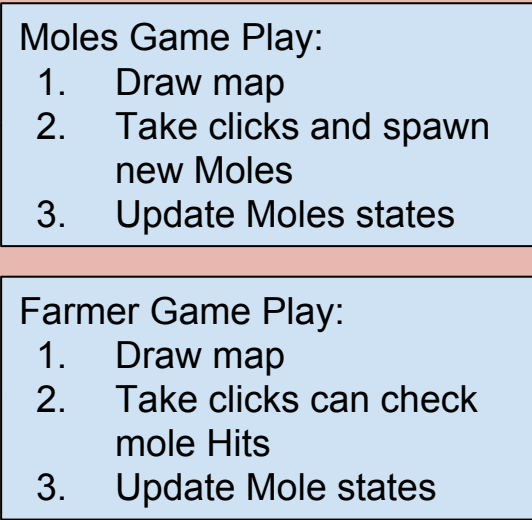 Moles Game Play:
1. Draw map
2. Take clicks and spawn
new Moles
3. Update Moles states
Farmer Game Play:
1. Draw map
2. Take clicks can check
mole Hits
3. Update Mole states